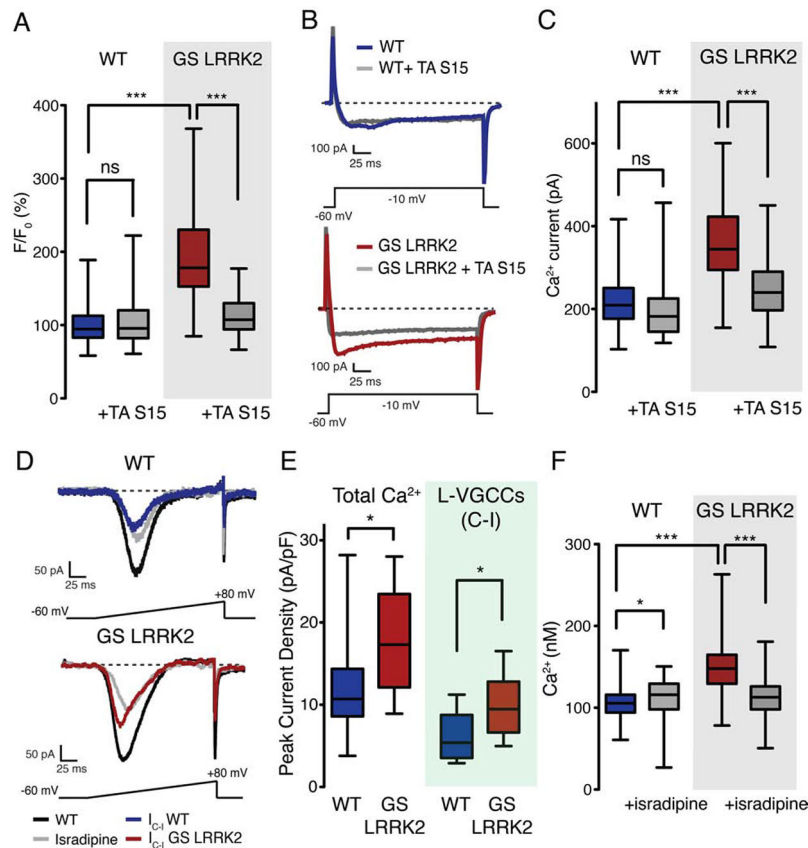 A
WT
GS LRRK2
***
***
ns
400
300
200
100
0
F/F0 (%)
+TA S15
+TA S15
B
WT
WT+ TA S15
100 pA
25 ms
-10 mV
-60 mV
GS LRRK2
GS LRRK2 + TA S15
100 pA
25 ms
-10 mV
-60 mV
C
WT
GS LRRK2
***
***
ns
600
400
200
0
Ca2+ current (pA)
+TA S15
+TA S15
D
WT
50 pA
25 ms
+80 mV
-60 mV
GS LRRK2
50 pA
25 ms
+80 mV
-60 mV
WT
IC-I WT
Isradipine
IC-I GS LRRK2
E
Total Ca2+
L-VGCCs
(C-I)
*
*
30
20
10
0
Peak Current Density (pA/pF)
WT
GS
LRRK2
WT
GS
LRRK2
F
WT
GS LRRK2
***
***
*
300
200
100
0
Ca2+ (nM)
+isradipine
+isradipine